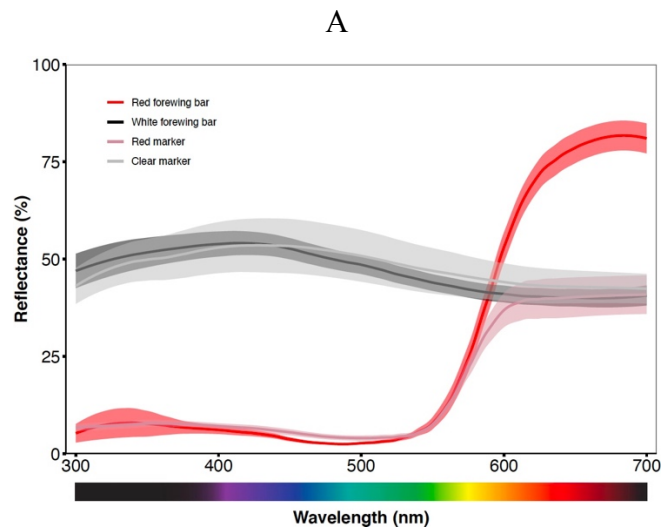 A
100
Red forewing bar
White forewing bar
Red marker
Clear marker
75
50
25
0
Reflectance (%)
300 400 500 600 700
Wavelength (nm)